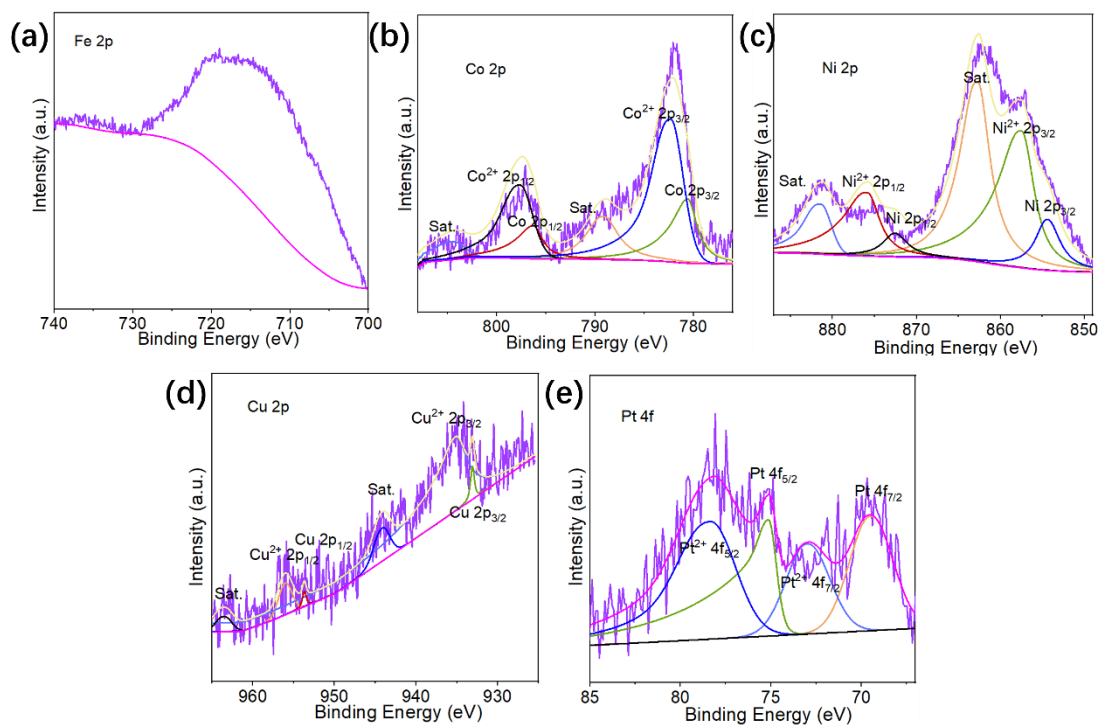 (a)
Fe 2p
Intensity (a.u.)
740 730 720 710 700
Binding Energy (eV)
(b)
Co 2p
Co²⁺ 2p₃/₂
Co²⁺ 2p₁/₂
Co 2p₃/₂
Sat.
Co 2p₁/₂
Sat.
Intensity (a.u.)
800 790 780
Binding Energy (eV)
(c)
Ni 2p
Sat.
Ni²⁺ 2p₃/₂
Sat.
Ni²⁺ 2p₁/₂
Ni 2p₁/₂
Ni 2p₃/₂
Intensity (a.u.)
880 870 860 850
Binding Energy (eV)
(d)
Cu 2p
Cu²⁺ 2p₃/₂
Sat.
Cu 2p₃/₂
Cu 2p₁/₂
Cu²⁺ 2p₁/₂
Sat.
Intensity (a.u.)
960 950 940 930
Binding Energy (eV)
(e)
Pt 4f
Pt 4f₅/₂
Pt 4f₇/₂
Pt²⁺ 4f₅/₂
Pt²⁺ 4f₇/₂
Intensity (a.u.)
85 80 75 70
Binding Energy (eV)